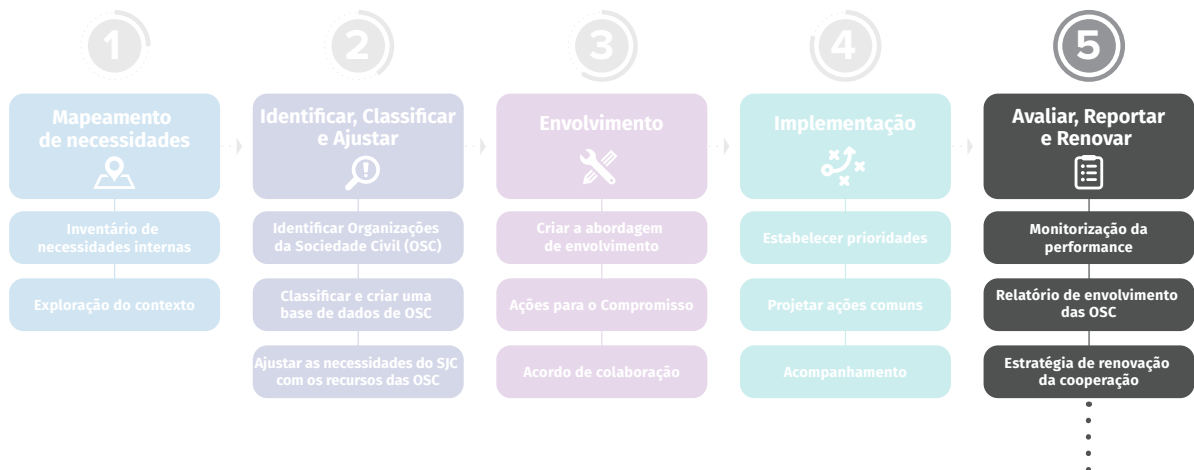 1
2
3
4
5
Mapeamento
de necessidades
Inventário de
necessidades internas
Exploração do contexto
Identificar, Classificar
e Ajustar
Identificar Organizações
da Sociedade Civil (OSC)
Classificar e criar uma
base de dados de OSC
Ajustar as necessidades do SJC
com os recursos das OSC
Envolvimento
Criar a abordagem
de envolvimento
Ações para o Compromisso
Acordo de colaboração
Implementação
Estabelecer prioridades
Projetar ações comuns
Acompanhamento
Avaliar, Reportar
e Renovar
Monitorização da
performance
Relatório de envolvimento
das OSC
Estratégia de renovação
da cooperação